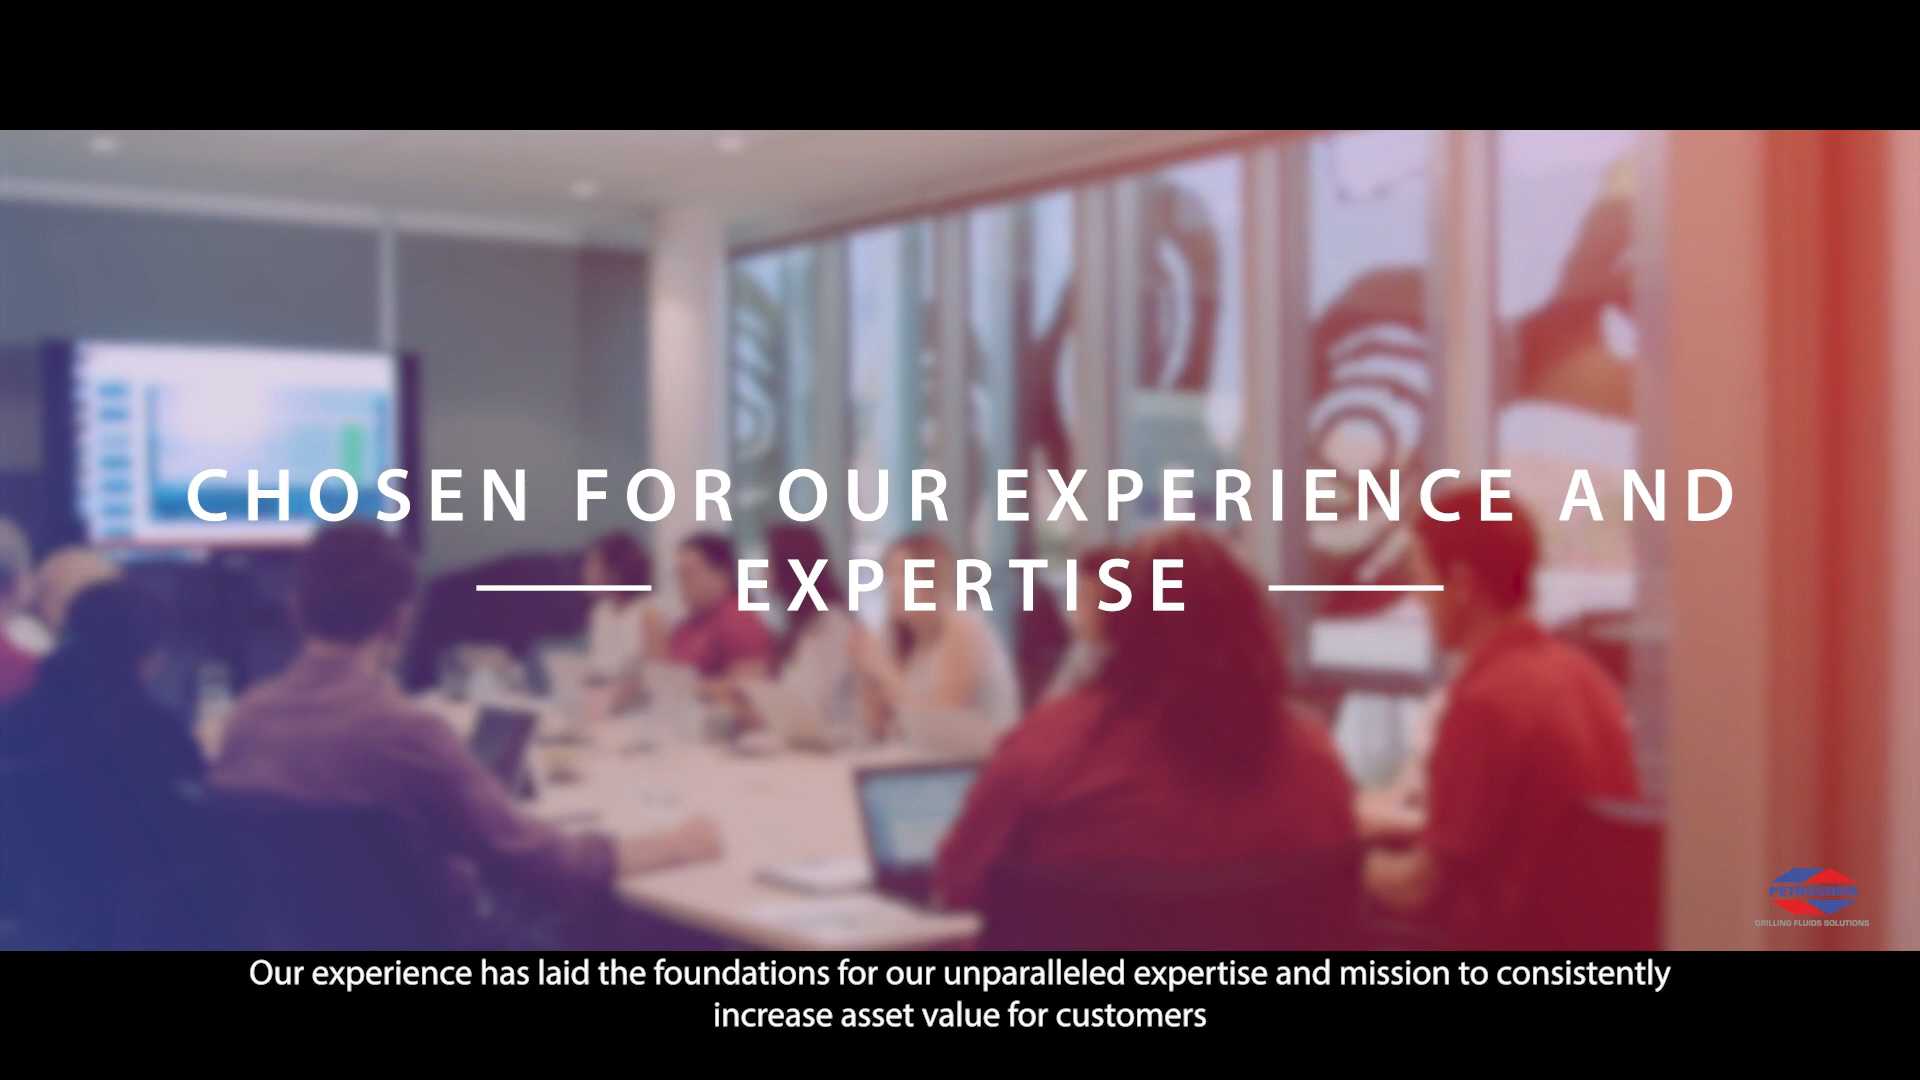 CHOSEN FOR OUR EXPERIENCE AND
EXPERTISE
PETROCHEM
DRILLING FLUIDS SOLUTIONS
Our experience has laid the foundations for our unparalleled expertise and mission to consistently
increase asset value for customers